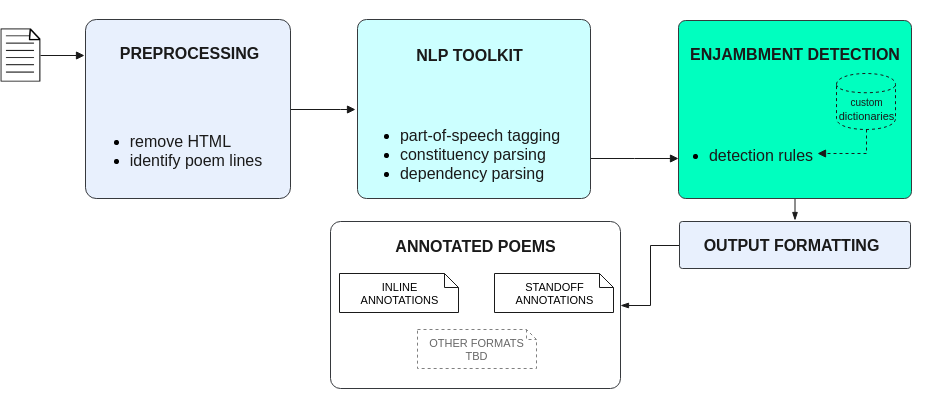 PREPROCESSING
• remove HTML
• identify poem lines
NLP TOOLKIT
• part-of-speech tagging
• constituency parsing
• dependency parsing
ENJAMBMENT DETECTION
custom
dictionaries
• detection rules
OUTPUT FORMATTING
ANNOTATED POEMS
INLINE
ANNOTATIONS
STANDOFF
ANNOTATIONS
OTHER FORMATS
TBD